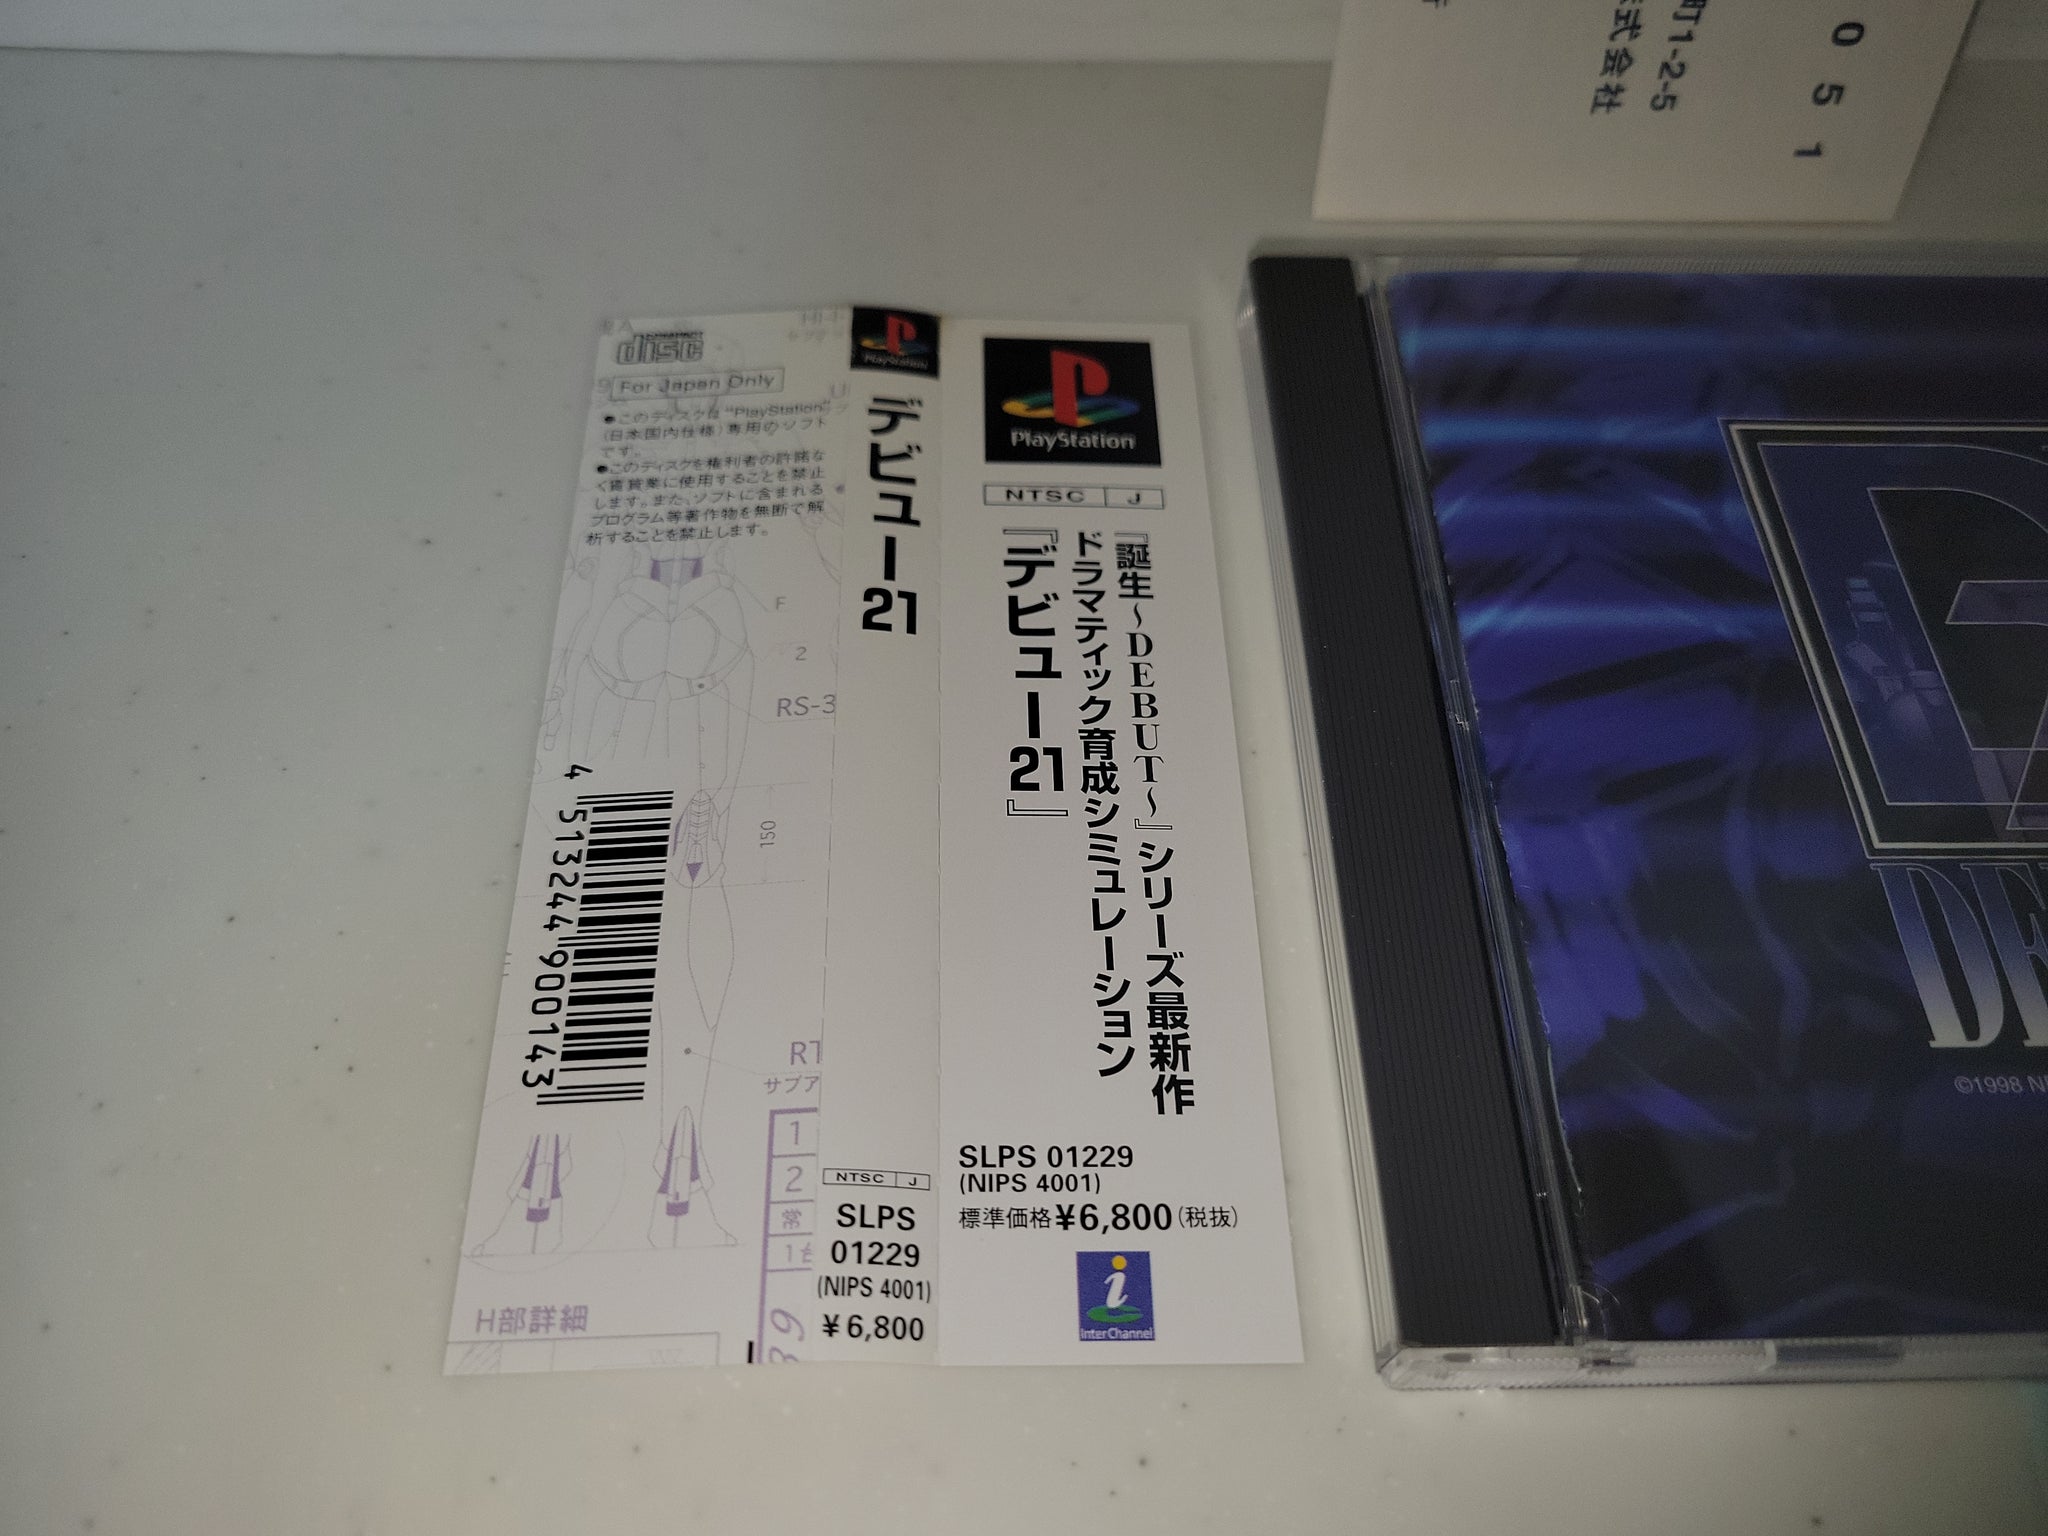 0 5 1
町1-2-5
式会社
disc
For Japan Only
●このディスクは"PlayStation"
(日本国内仕様)専用のソフト
です。
●このディスクを権利者の許諾な
く賃貸業に使用することを禁止
します。また、ソフトに含まれる
プログラム等著作物を無断で解
析することを禁止します。
F
2
RS-3
150
4 513244 900143
サブア
1
2
常
H部詳細
PlayStation
デビュー21
NTSC J
SLPS
01229
(NIPS 4001)
¥6,800
PlayStation
NTSC J
『誕生~DEBUT~』シリーズ最新作
ドラマティック育成シミュレーション
『デビュー21』
SLPS 01229
(NIPS 4001)
標準価格¥6,800(税抜)
i
InterChannel
©1998